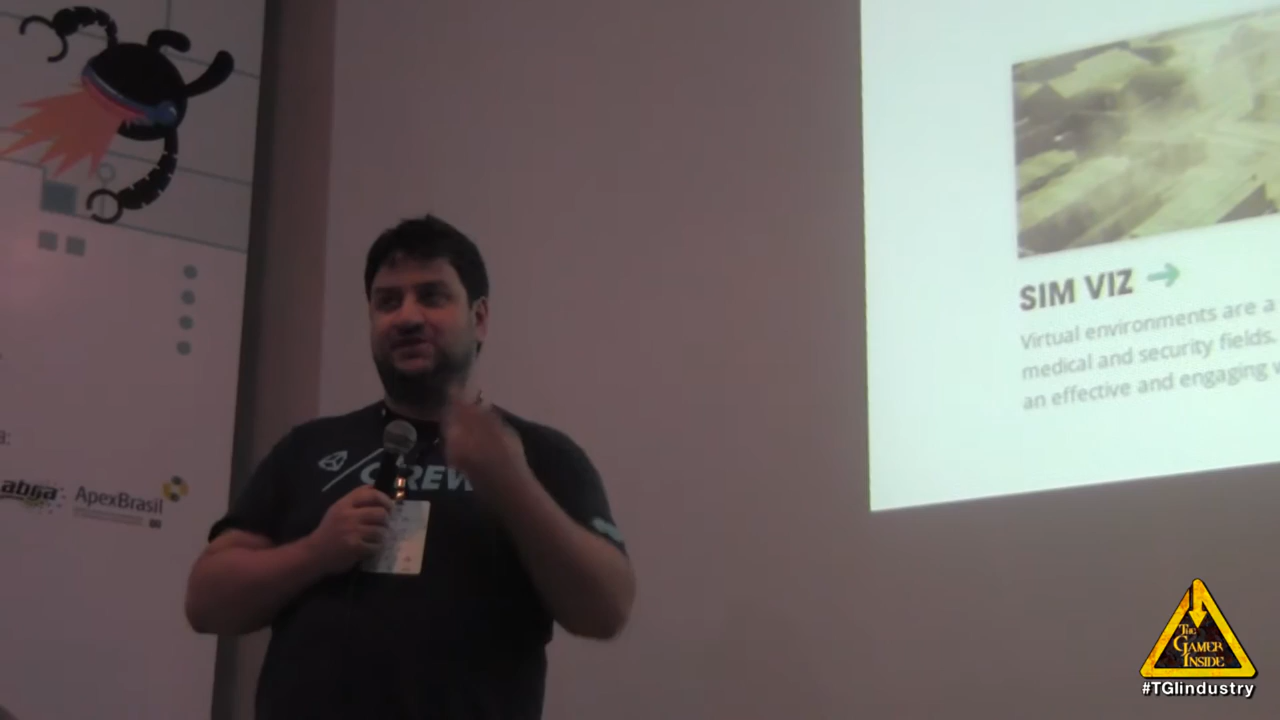 SIM VIZ
Virtual environments are a
medical and security fields.
an effective and engaging
CREW
a:
abra
ApexBrasil
THE
GAMER
INSIDE
#TGIindustry